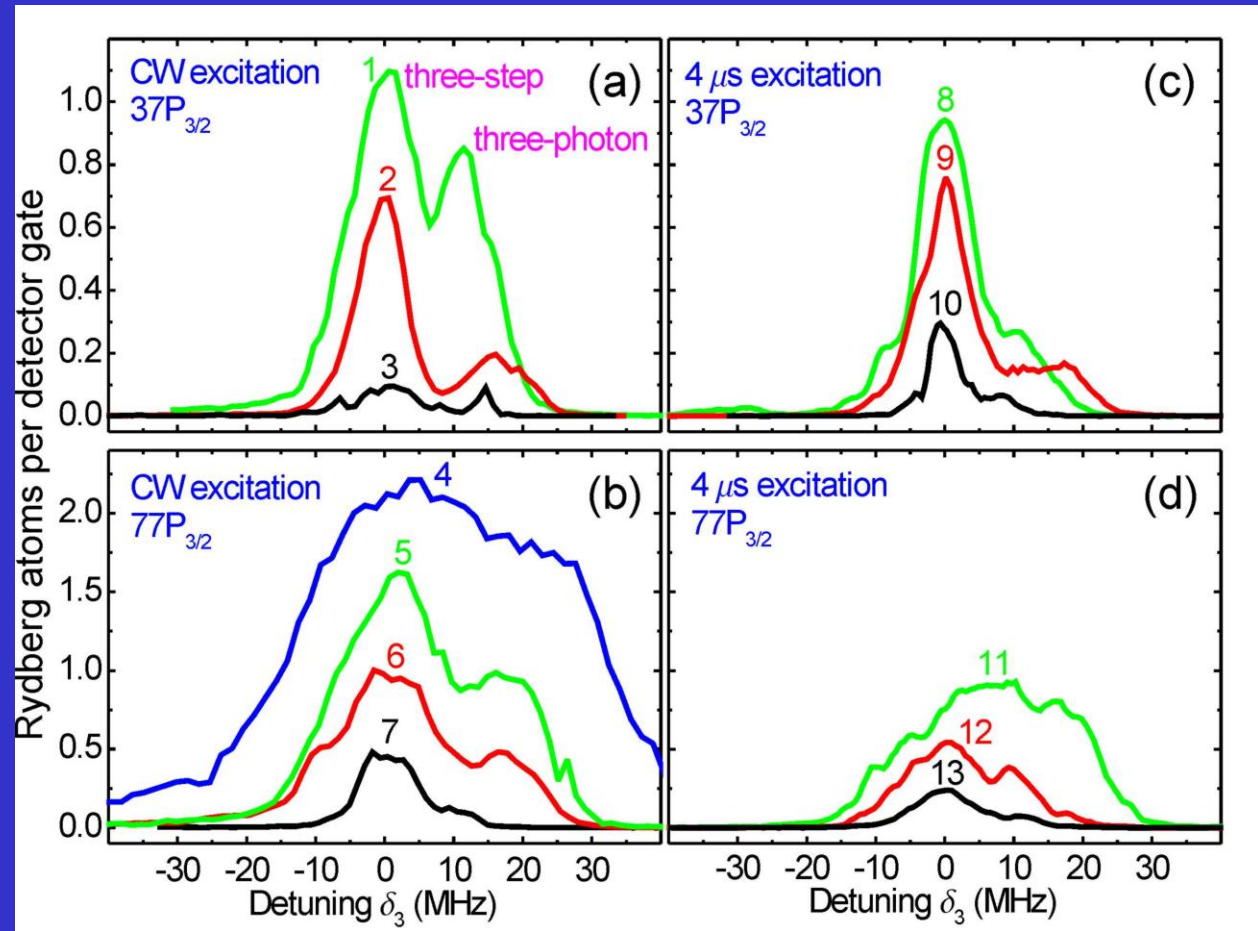 Rydberg atoms per detector gate
CW excitation
37P3/2
(a)
1
three-step
three-photon
2
3
1.0
0.8
0.6
0.4
0.2
0.0
4 μs excitation
37P3/2
(c)
8
9
10
CW excitation
77P3/2
(b)
4
5
6
7
2.0
1.5
1.0
0.5
0.0
4 μs excitation
77P3/2
(d)
11
12
13
-30 -20 -10 0 10 20 30
-30 -20 -10 0 10 20 30
Detuning δ3 (MHz)
Detuning δ3 (MHz)